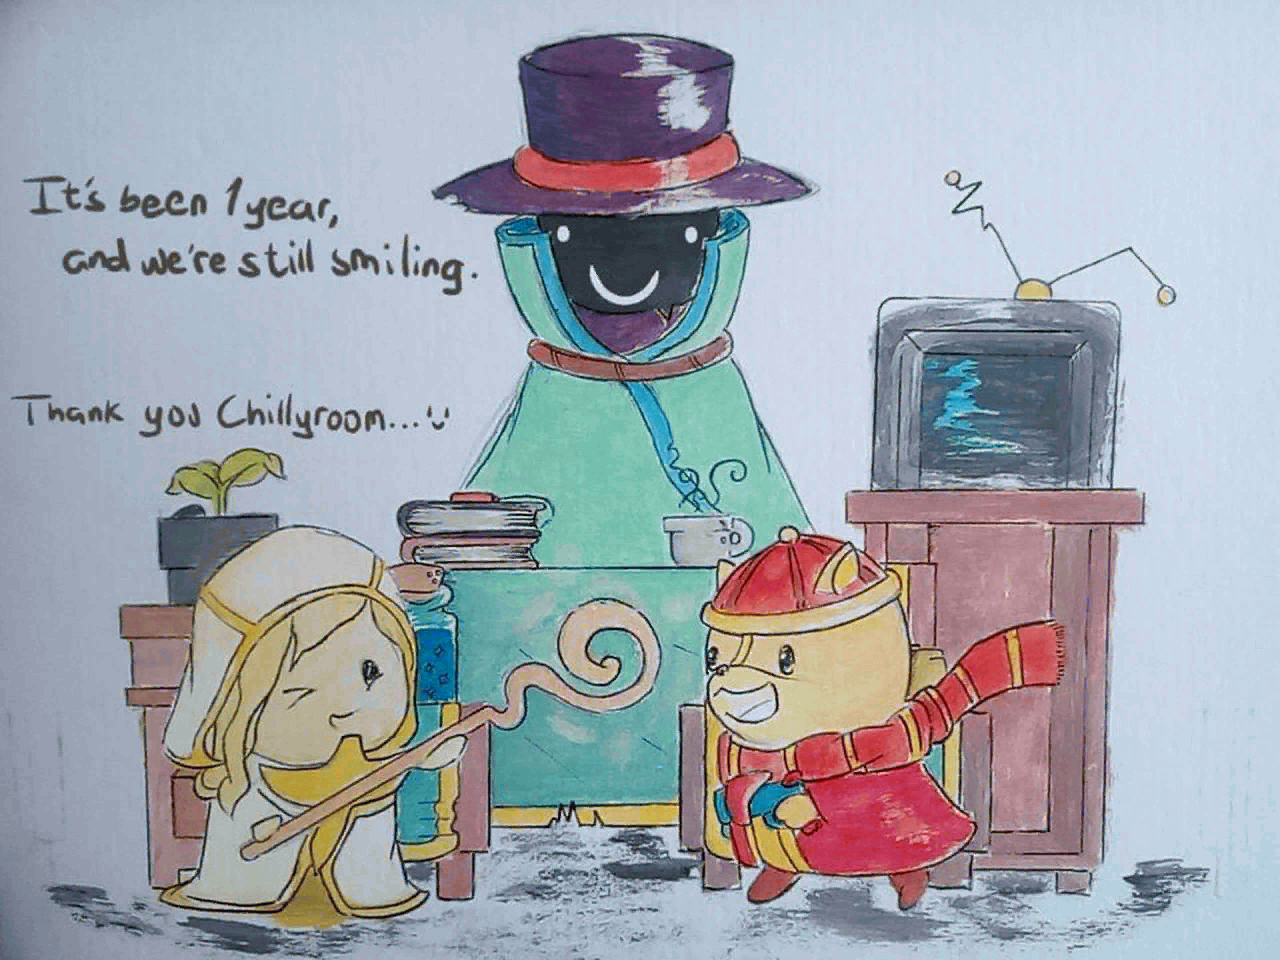 It's been 1 year,
and we're still smiling.
Thank you Chillyroom... :)